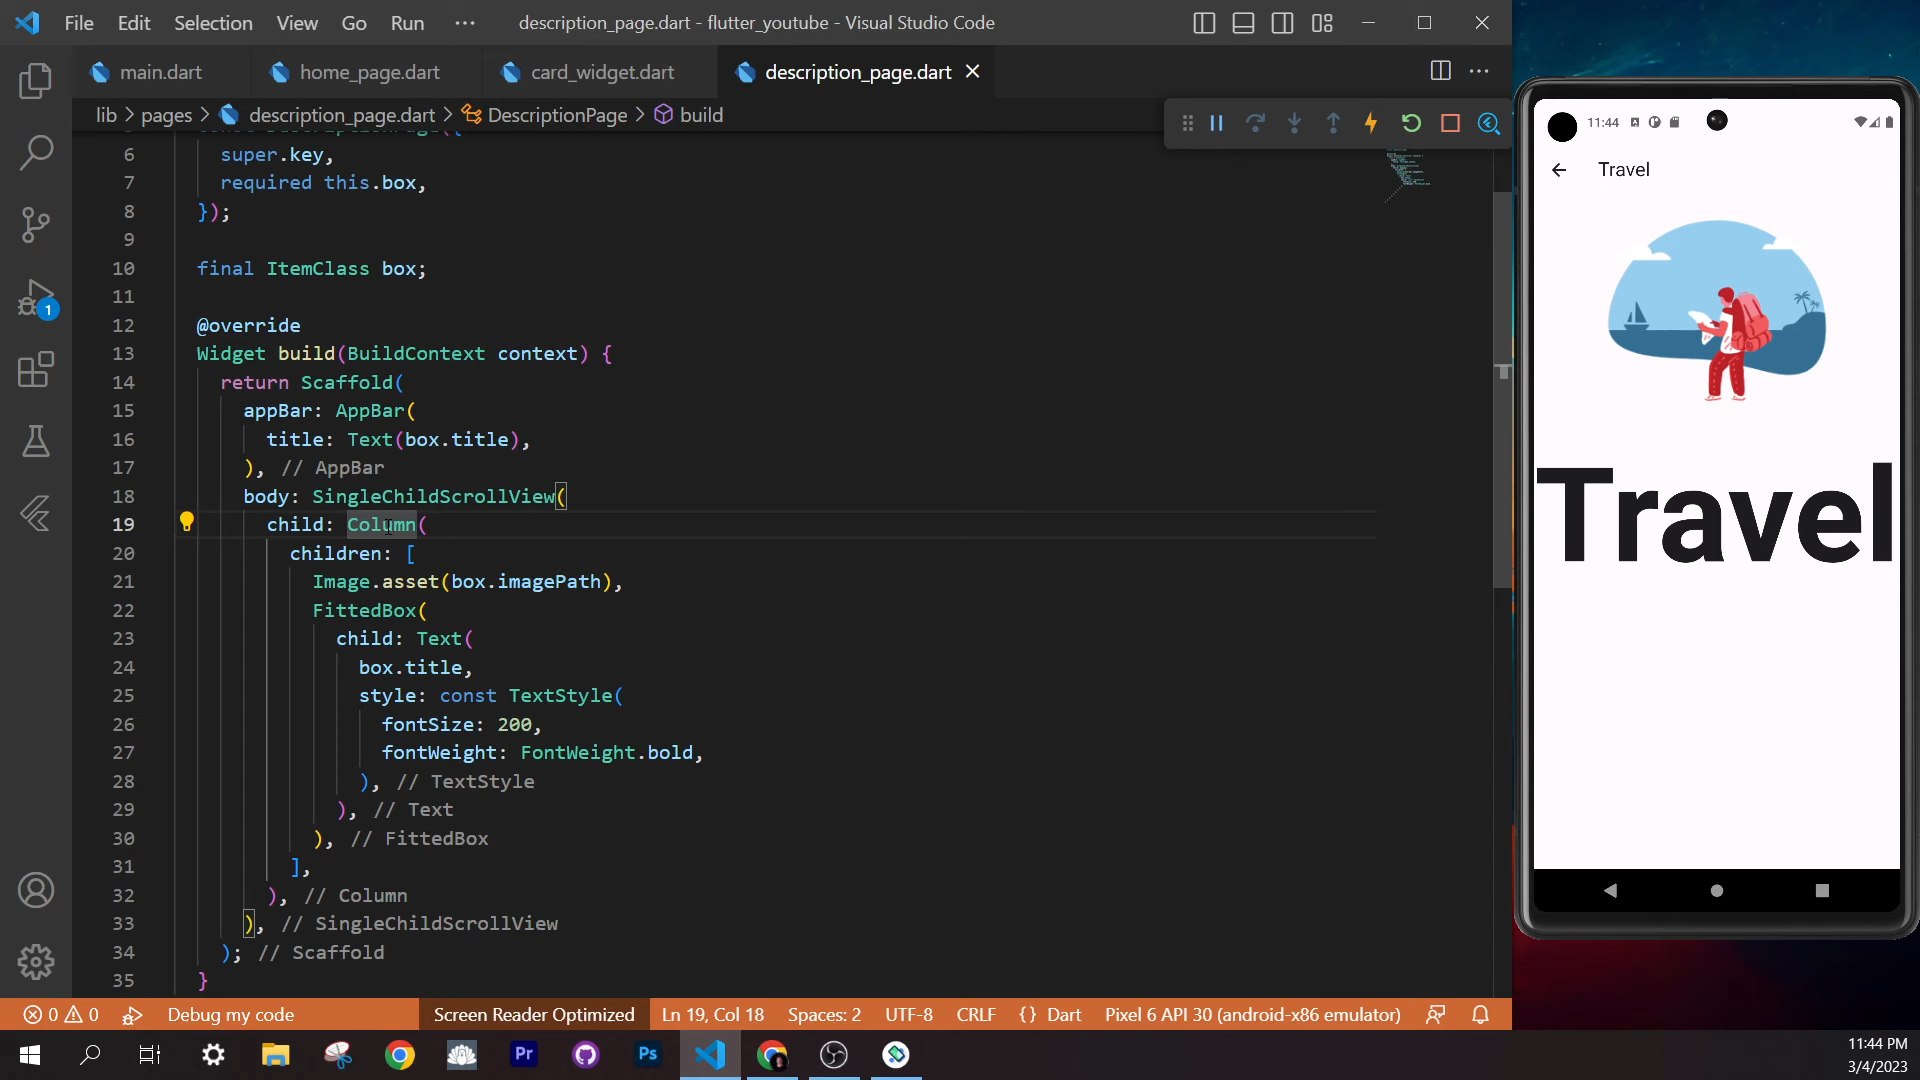 File Edit Selection View Go Run ··· description_page.dart - flutter_youtube - Visual Studio Code
main.dart home_page.dart card_widget.dart description_page.dart
lib > pages > description_page.dart > DescriptionPage > build
6 super.key,
7 required this.box,
8 });
9
10 final ItemClass box;
11
12 @override
13 Widget build(BuildContext context) {
14 return Scaffold(
15 appBar: AppBar(
16 title: Text(box.title),
17 ), // AppBar
18 body: SingleChildScrollView(
19 child: Column(
20 children: [
21 Image.asset(box.imagePath),
22 FittedBox(
23 child: Text(
24 box.title,
25 style: const TextStyle(
26 fontSize: 200,
27 fontWeight: FontWeight.bold,
28 ), // TextStyle
29 ), // Text
30 ), // FittedBox
31 ],
32 ), // Column
33 ), // SingleChildScrollView
34 ); // Scaffold
35 }
1
11:44
Travel
Travel
0 0 Debug my code Screen Reader Optimized Ln 19, Col 18 Spaces: 2 UTF-8 CRLF {} Dart Pixel 6 API 30 (android-x86 emulator)
Pr Ps
11:44 PM
3/4/2023